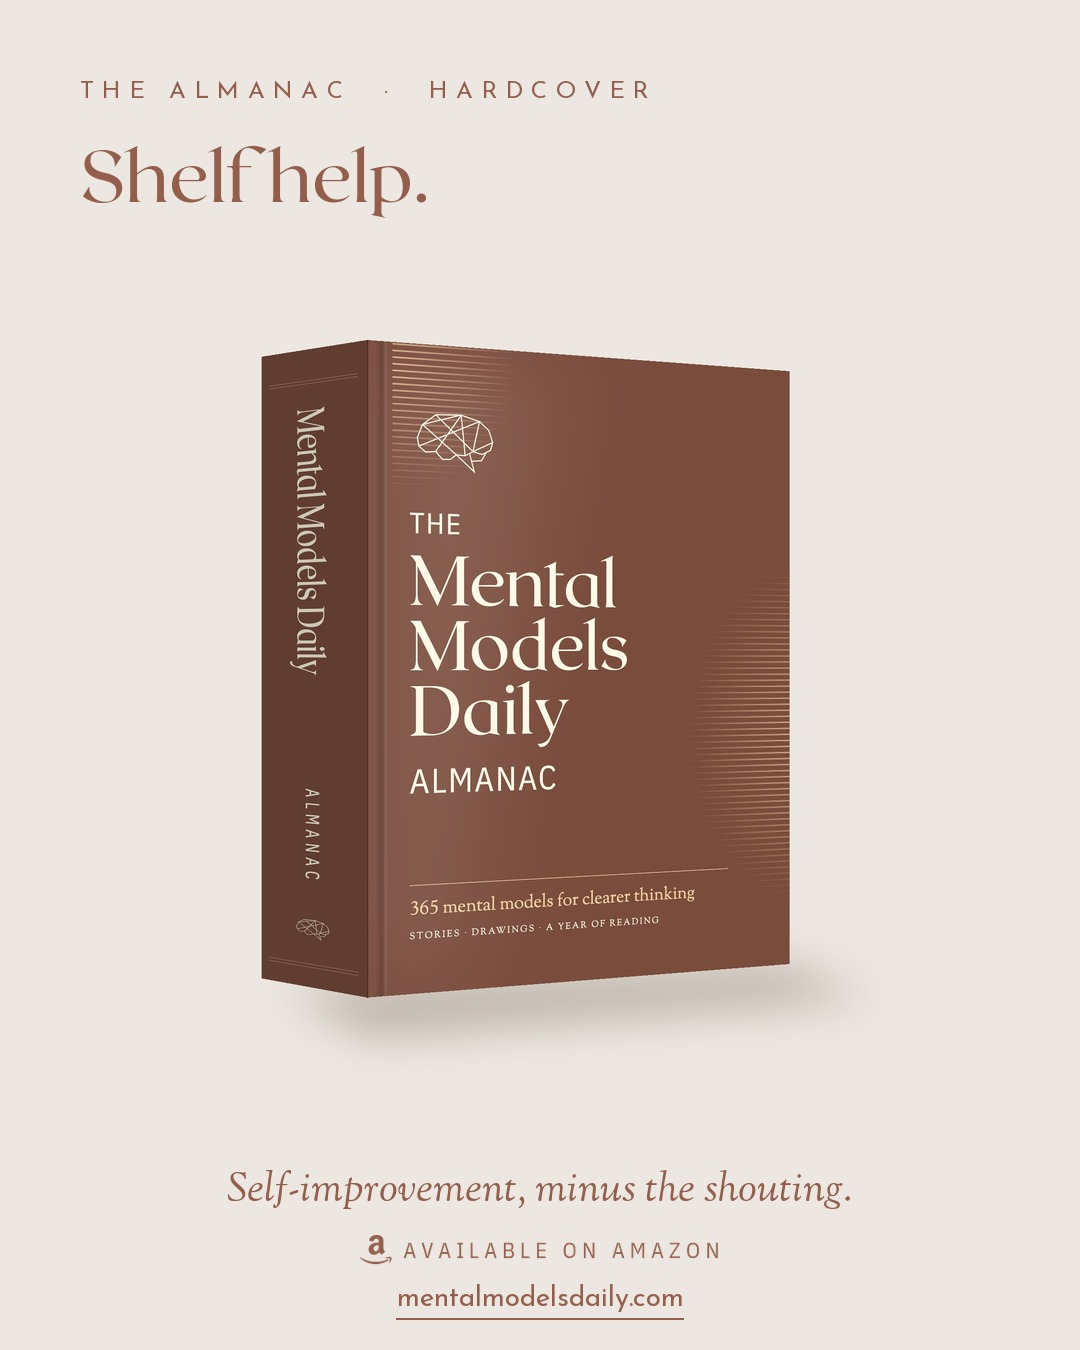 THE ALMANAC · HARDCOVER
Shelf help.
Mental Models Daily
ALMANAC
THE
Mental
Models
Daily
ALMANAC
365 mental models for clearer thinking
STORIES · DRAWINGS · A YEAR OF READING
Self-improvement, minus the shouting.
a AVAILABLE ON AMAZON
mentalmodelsdaily.com